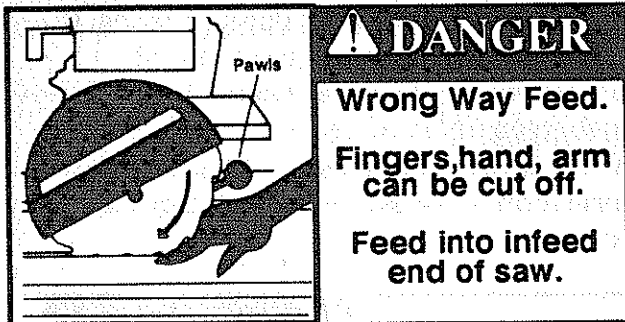 Pawls
DANGER
Wrong Way Feed.
Fingers,hand, arm
can be cut off.
Feed into infeed
end of saw.